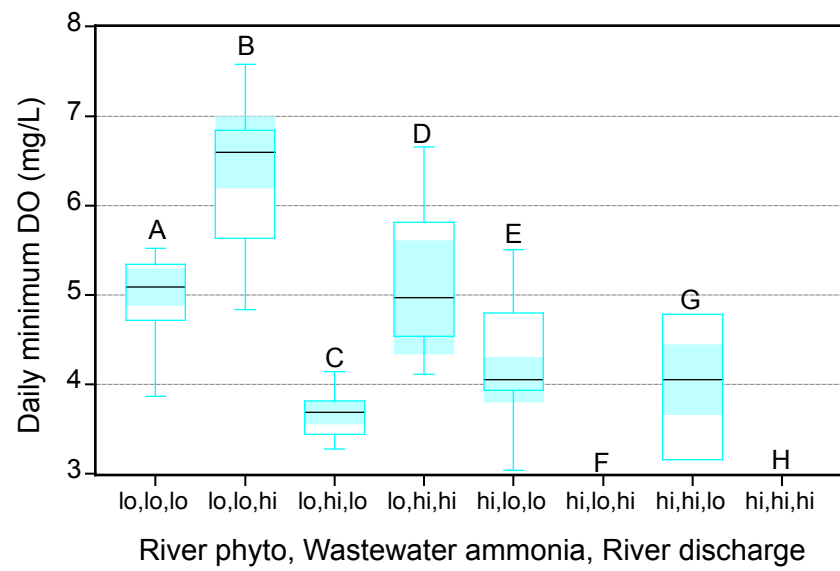 Daily minimum DO (mg/L)
8
7
6
5
4
3
A
B
C
D
E
F
G
H
lo,lo,lo
lo,lo,hi
lo,hi,lo
lo,hi,hi
hi,lo,lo
hi,lo,hi
hi,hi,lo
hi,hi,hi
River phyto, Wastewater ammonia, River discharge